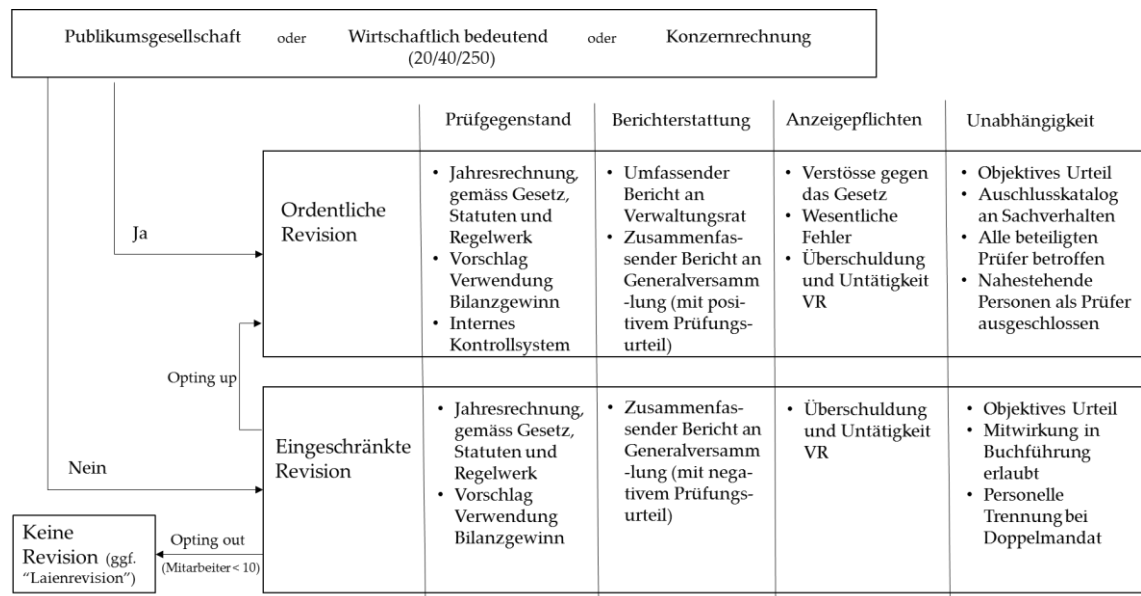 Publikumsgesellschaft oder Wirtschaftlich bedeutend oder Konzernrechnung
(20/40/250)
Prüfgegenstand Berichterstattung Anzeigepflichten Unabhängigkeit
Ja
Ordentliche
Revision
• Jahresrechnung,
gemäss Gesetz,
Statuten und
Regelwerk
• Vorschlag
Verwendung
Bilanzgewinn
• Internes
Kontrollsystem
• Umfassender
Bericht an
Verwaltungsrat
• Zusammenfas-
sender Bericht an
Generalversamm
-lung (mit posi-
tivem Prüfungs-
urteil)
• Verstösse gegen
das Gesetz
• Wesentliche
Fehler
• Überschuldung
und Untätigkeit
VR
• Objektives Urteil
• Auschlusskatalog
an Sachverhalten
• Alle beteiligten
Prüfer betroffen
• Nahestehende
Personen als Prüfer
ausgeschlossen
Opting up
Nein
Eingeschränkte
Revision
• Jahresrechnung,
gemäss Gesetz,
Statuten und
Regelwerk
• Vorschlag
Verwendung
Bilanzgewinn
• Zusammenfas-
sender Bericht an
Generalversamm
-lung (mit nega-
tivem Prüfungs-
urteil)
• Überschuldung
und Untätigkeit
VR
• Objektives Urteil
• Mitwirkung in
Buchführung
erlaubt
• Personelle
Trennung bei
Doppelmandat
Keine
Revision (ggf.
“Laienrevision”)
Opting out
(Mitarbeiter < 10)